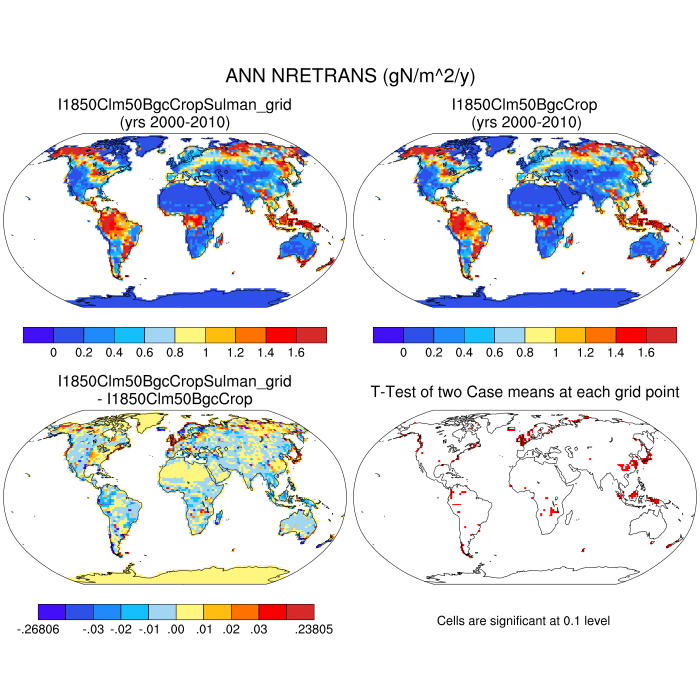 ANN NRETRANS (gN/m^2/y)
I1850Clm50BgcCropSulman_grid
(yrs 2000-2010)
I1850Clm50BgcCrop
(yrs 2000-2010)
0 0.2 0.4 0.6 0.8 1 1.2 1.4 1.6
0 0.2 0.4 0.6 0.8 1 1.2 1.4 1.6
I1850Clm50BgcCropSulman_grid
- I1850Clm50BgcCrop
T-Test of two Case means at each grid point
-.26806 -.03 -.02 -.01 .00 .01 .02 .03 .23805
Cells are significant at 0.1 level